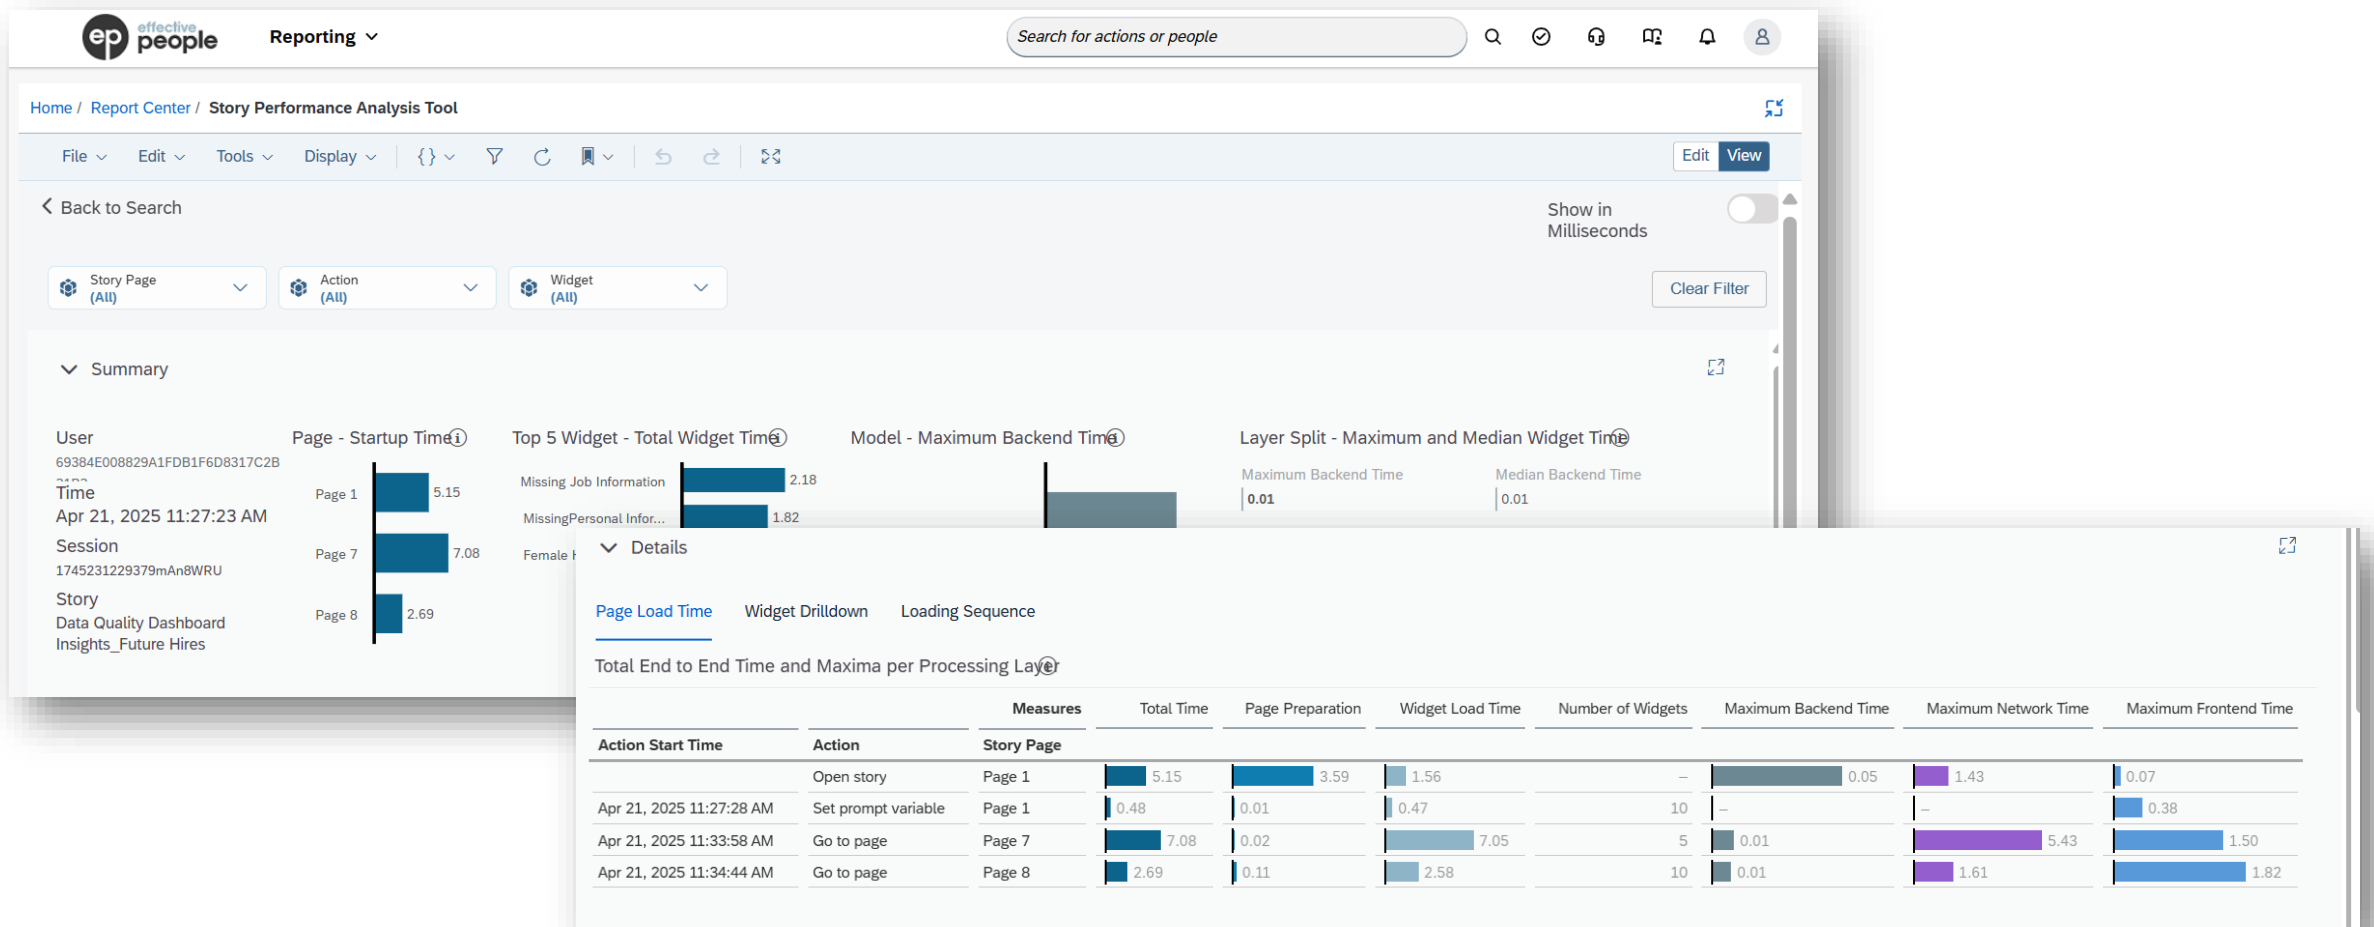 effective
ep people
Reporting
Search for actions or people
Home / Report Center / Story Performance Analysis Tool
File Edit Tools Display { } Edit View
Back to Search
Show in
Milliseconds
Story Page
(All)
Action
(All)
Widget
(All)
Clear Filter
Summary
User
69384E008829A1FDB1F6D8317C2B
Time
Apr 21, 2025 11:27:23 AM
Session
1745231229379mAn8WRU
Story
Data Quality Dashboard
Insights_Future Hires
Page - Startup Time
Page 1 5.15
Page 7 7.08
Page 8 2.69
Top 5 Widget - Total Widget Time
Missing Job Information 2.18
MissingPersonal Infor... 1.82
Female
Model - Maximum Backend Time
Layer Split - Maximum and Median Widget Time
Maximum Backend Time Median Backend Time
0.01 0.01
Details
Page Load Time Widget Drilldown Loading Sequence
Total End to End Time and Maxima per Processing Layer
Measures Total Time Page Preparation Widget Load Time Number of Widgets Maximum Backend Time Maximum Network Time Maximum Frontend Time
Action Start Time Action Story Page
Open story Page 1 5.15 3.59 1.56 – 0.05 1.43 0.07
Apr 21, 2025 11:27:28 AM Set prompt variable Page 1 0.48 0.01 0.47 10 – – 0.38
Apr 21, 2025 11:33:58 AM Go to page Page 7 7.08 0.02 7.05 5 0.01 5.43 1.50
Apr 21, 2025 11:34:44 AM Go to page Page 8 2.69 0.11 2.58 10 0.01 1.61 1.82